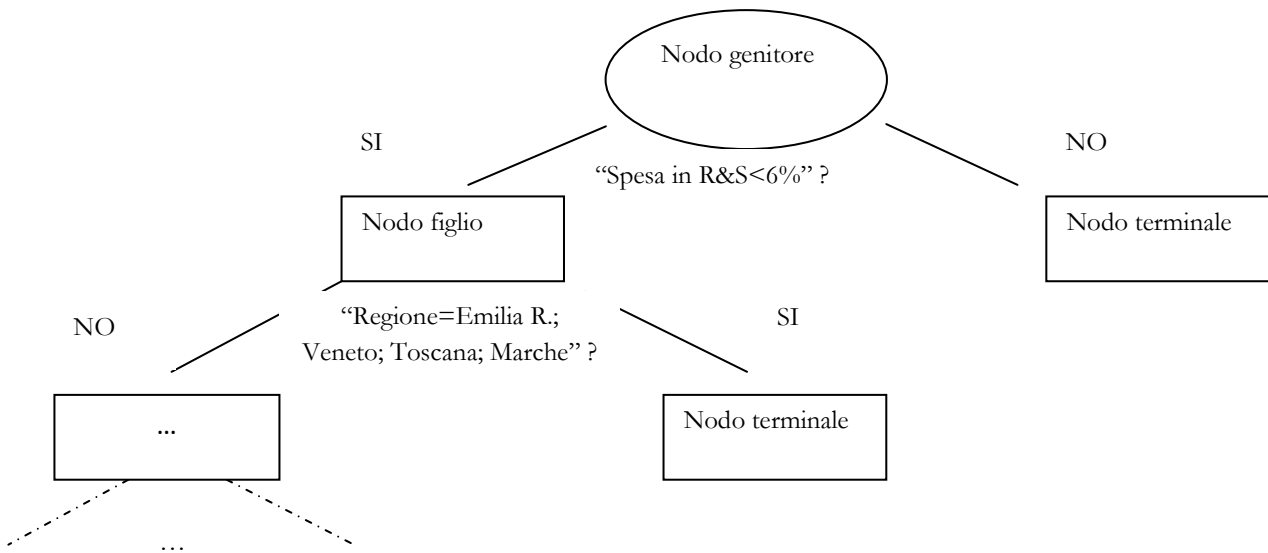 Nodo genitore
SI
NO
“Spesa in R&S<6%” ?
Nodo figlio
Nodo terminale
NO
“Regione=Emilia R.;
Veneto; Toscana; Marche” ?
SI
...
Nodo terminale
...